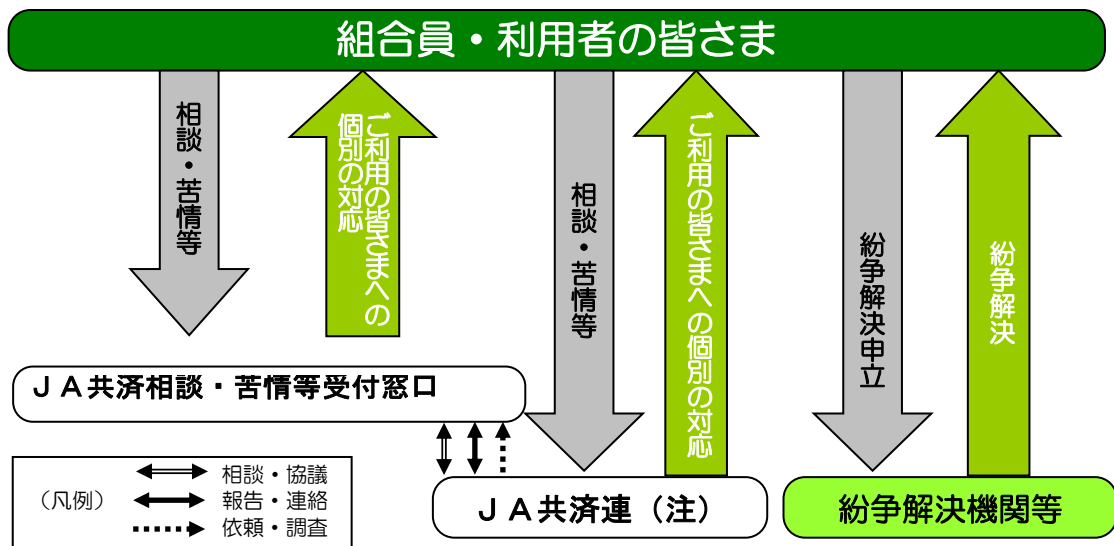 組合員・利用者の皆さま
相談・苦情等
ご利用の皆さまへの
個別の対応
相談・苦情等
ご利用の皆さまへの個別の対応
紛争解決申立
紛争解決
ＪＡ共済相談・苦情等受付窓口
（凡例）
相談・協議
報告・連絡
依頼・調査
ＪＡ共済連（注）
紛争解決機関等